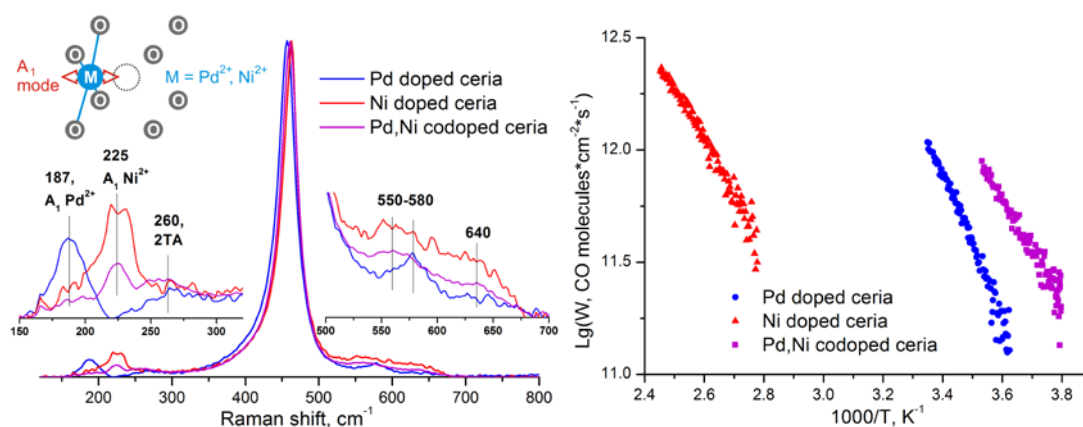 O
O
O
O
M
O
O
O
O
A₁
mode
M = Pd²⁺, Ni²⁺
Pd doped ceria
Ni doped ceria
Pd,Ni codoped ceria
187,
A₁ Pd²⁺
225
A₁ Ni²⁺
260,
2TA
550-580
640
150 200 250 300
500 550 600 650 700
200 300 400 500 600 700 800
Raman shift, cm⁻¹
Lg(W, CO molecules*cm⁻²*s⁻¹)
12.5
12.0
11.5
11.0
Pd doped ceria
Ni doped ceria
Pd,Ni codoped ceria
2.4 2.6 2.8 3.0 3.2 3.4 3.6 3.8
1000/T, K⁻¹